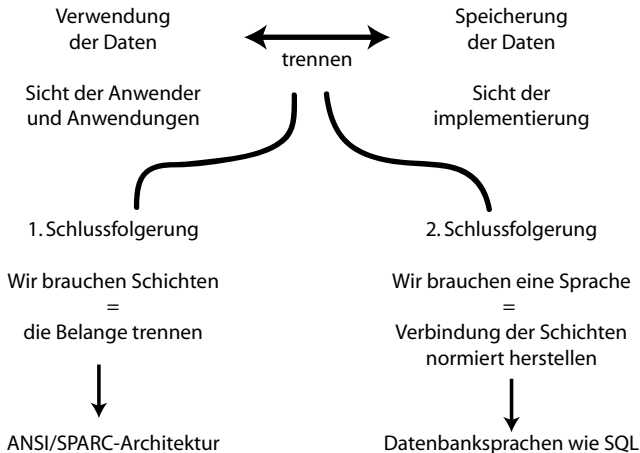 Verwendung
der Daten
trennen
Speicherung
der Daten
Sicht der Anwender
und Anwendungen
Sicht der
implementierung
1. Schlussfolgerung
2. Schlussfolgerung
Wir brauchen Schichten
=
die Belange trennen
Wir brauchen eine Sprache
=
Verbindung der Schichten
normiert herstellen
ANSI/SPARC-Architektur
Datenbanksprachen wie SQL